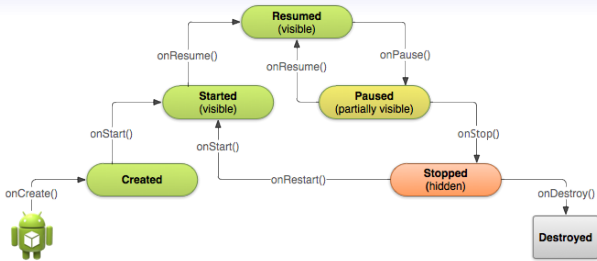 Resumed
(visible)
onResume()
onResume()
onPause()
Started
(visible)
Paused
(partially visible)
onStart()
onStart()
onStop()
onCreate()
Created
onRestart()
Stopped
(hidden)
onDestroy()
Destroyed